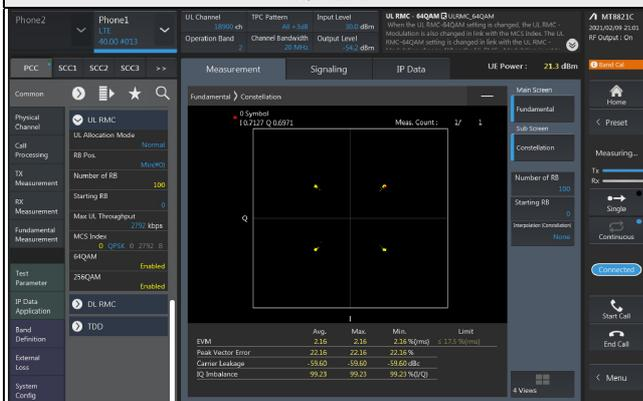 Phone2
Phone1
LTE
40.00 #013
UL Channel
18900 ch
TPC Pattern
All +3dB
Input Level
30.0 dBm
Operation Band
2
Channel Bandwidth
20 MHz
Output Level
-54.2 dBm
UL RMC - 64QAM ULRMC_64QAM
When the UL RMC-64QAM setting is changed, the UL RMC -
Modulation is also changed in link with the MCS Index. The UL
RMC-64QAM setting is changed in link with the UL RMC -
MT8821C
2021/02/09 21:01
RF Output : On
PCC
SCC1
SCC2
SCC3
>>
Measurement
Signaling
IP Data
UE Power : 21.3 dBm
Band Cal
Common
Physical
Channel
Call
Processing
TX
Measurement
RX
Measurement
Fundamental
Measurement
Test
Parameter
IP Data
Application
Band
Definition
External
Loss
System
Config
UL RMC
UL Allocation Mode
Normal
RB Pos.
Min(#0)
Number of RB
100
Starting RB
0
Max UL Throughput
2792 kbps
MCS Index
0 QPSK 0 2792 B
64QAM
Enabled
256QAM
Enabled
DL RMC
TDD
Fundamental > Constellation
0 Symbol
I 0.7127 Q 0.6971
Meas. Count : 1/ 1
Q
I
Avg. Max. Min. Limit
EVM 2.16 2.16 2.16 %(rms) ≤ 17.5 %(rms)
Peak Vector Error 22.16 22.16 22.16 %
Carrier Leakage -59.60 -59.60 -59.60 dBc
IQ Imbalance 99.23 99.23 99.23 %(I/Q)
Main Screen
Fundamental
Sub Screen
Constellation
Number of RB
100
Starting RB
0
Interpolation (Constellation)
None
4 Views
Home
< Preset
Measuring...
Tx
Rx
Single
Continuous
Connected
Start Call
End Call
< Menu